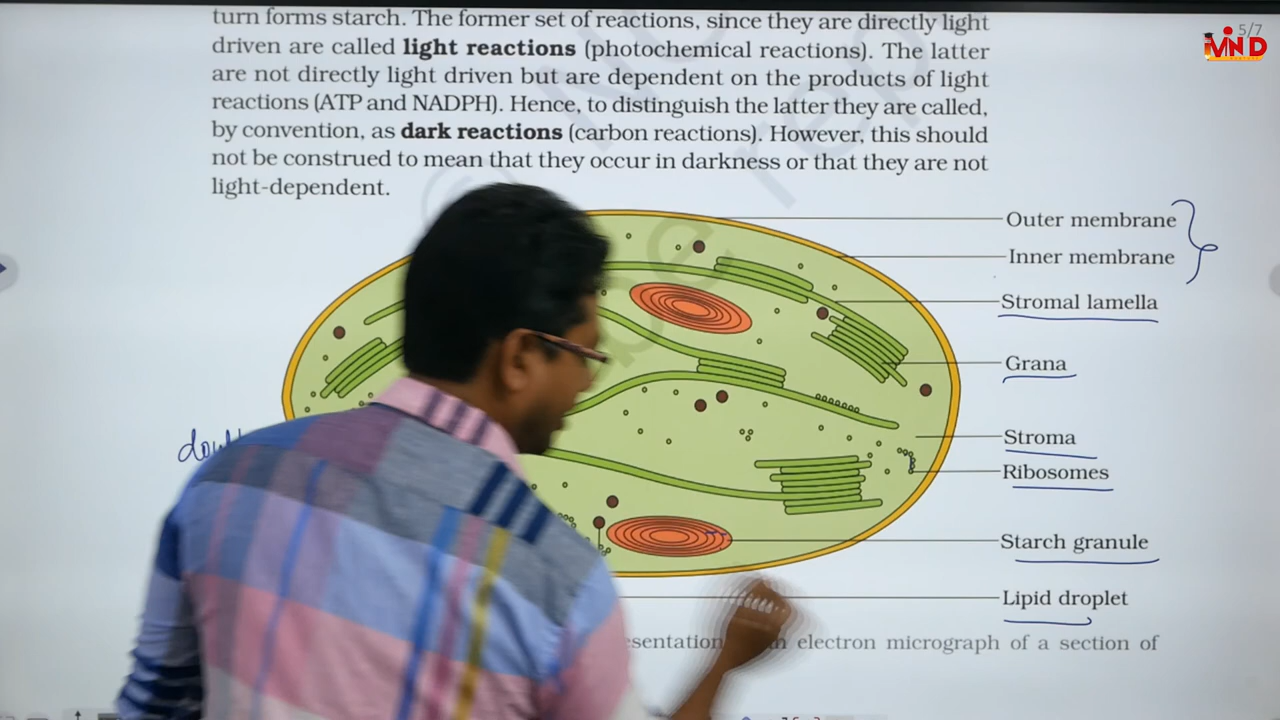 turn forms starch. The former set of reactions, since they are directly light
driven are called light reactions (photochemical reactions). The latter
are not directly light driven but are dependent on the products of light
reactions (ATP and NADPH). Hence, to distinguish the latter they are called,
by convention, as dark reactions (carbon reactions). However, this should
not be construed to mean that they occur in darkness or that they are not
light-dependent.
5/7
MIND
Outer membrane
Inner membrane
Stromal lamella
Grana
Stroma
Ribosomes
Starch granule
Lipid droplet
electron micrograph of a section of